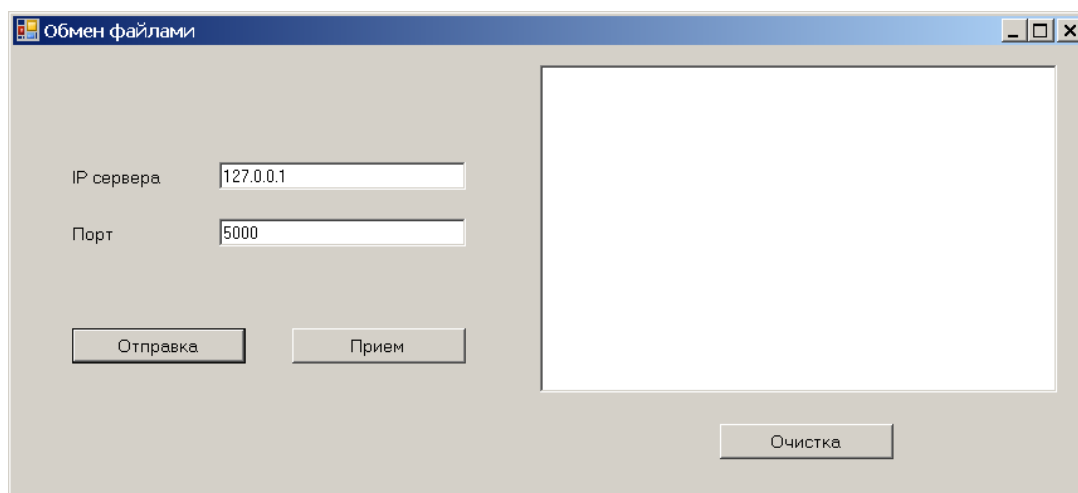 Обмен файлами
IP сервера 127.0.0.1
Порт 5000
Отправка Прием
Очистка